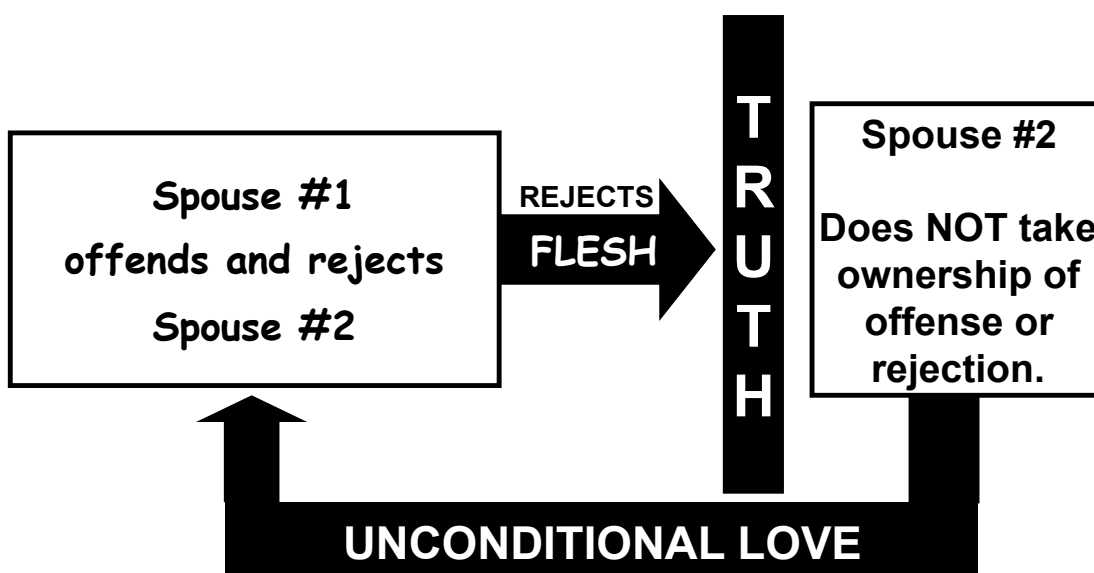 Spouse #1
offends and rejects
Spouse #2
REJECTS
FLESH
TRUTH
Spouse #2
Does NOT take
ownership of
offense or
rejection.
UNCONDITIONAL LOVE